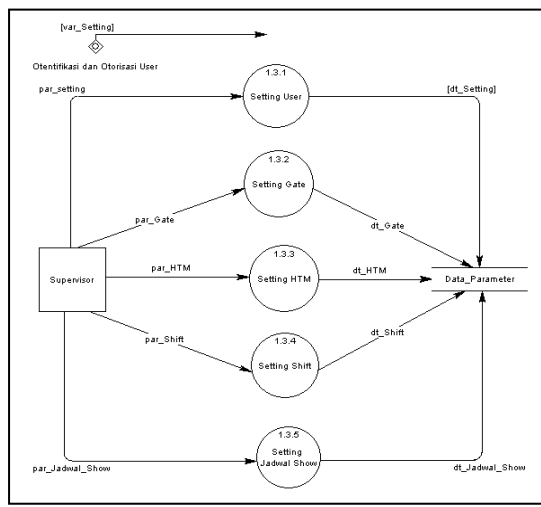 [var_Setting]
Otentifikasi dan Otorisasi User
par_setting
1.3.1
Setting User
[dt_Setting]
1.3.2
Setting Gate
par_Gate
dt_Gate
Supervisor
par_HTM
1.3.3
Setting HTM
dt_HTM
Data_Parameter
par_Shift
1.3.4
Setting Shift
dt_Shift
par_Jadwal_Show
1.3.5
Setting
Jadwal Show
dt_Jadwal_Show